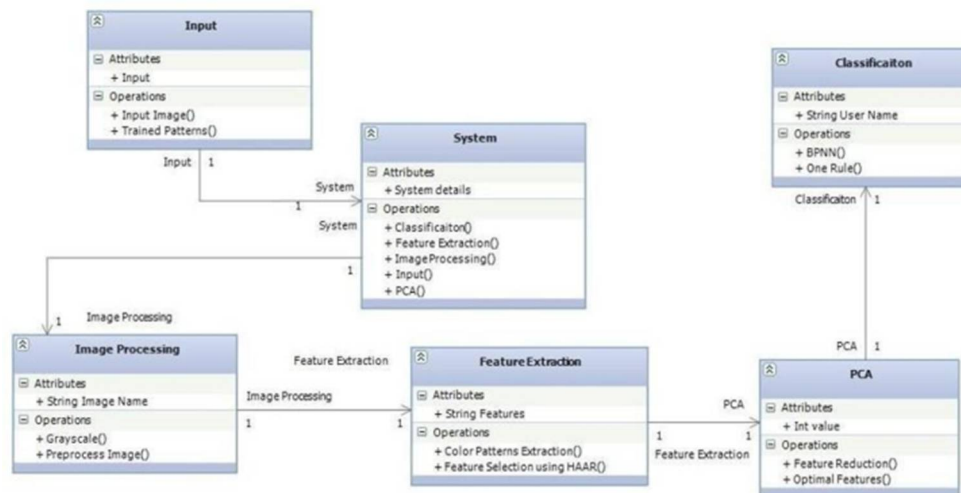 Input
Attributes
+ Input
Operations
+ Input Image()
+ Trained Patterns()
Input 1
System
1
System
Attributes
+ System details
Operations
+ Classificaiton()
+ Feature Extraction()
+ ImageProcessing()
+ Input()
+ PCA()
System
1
1 Image Processing
Image Processing
Attributes
+ String Image Name
Operations
+ Grayscale()
+ Preprocess Image()
Image Processing
1
Feature Extraction
1
FeatureExtraction
Attributes
+ String Features
Operations
+ Color Patterns Extraction()
+ Feature Selection using HAAR()
1
Feature Extraction
PCA
1
PCA
Attributes
+ Int value
Operations
+ Feature Reduction()
+ Optimal Features()
PCA 1
Classificaiton 1
Classificaiton
Attributes
+ String User Name
Operations
+ BPNN()
+ One Rule()